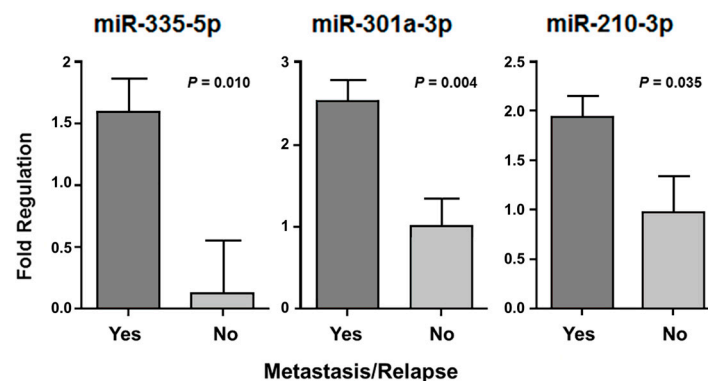 miR-335-5p
miR-301a-3p
miR-210-3p
Fold Regulation
2
1.5
1.0
0.5
0.0
P = 0.010
Yes
No
3
2
1
0
P = 0.004
Yes
No
2.5
2.0
1.5
1.0
0.5
0.0
P = 0.035
Yes
No
Metastasis/Relapse